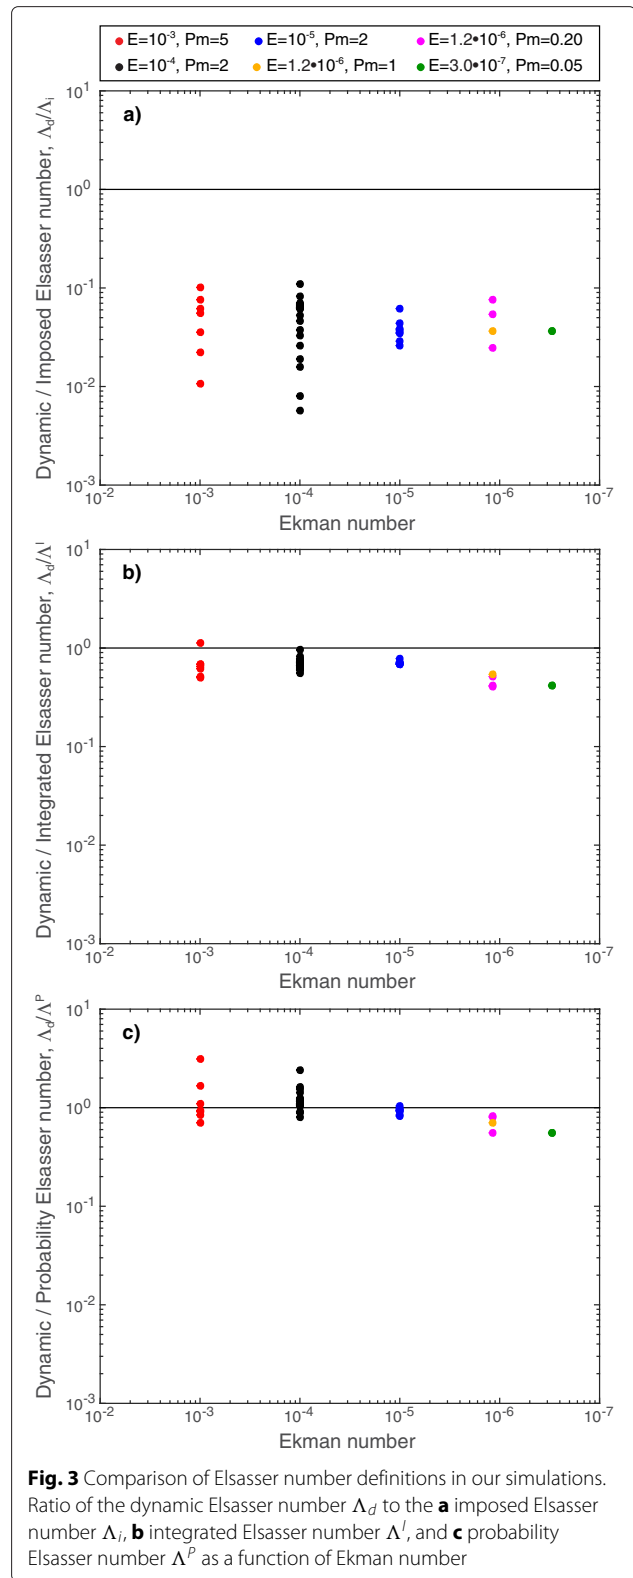 E=10⁻³, Pm=5 E=10⁻⁵, Pm=2 E=1.2•10⁻⁶, Pm=0.20
E=10⁻⁴, Pm=2 E=1.2•10⁻⁶, Pm=1 E=3.0•10⁻⁷, Pm=0.05
a)
Dynamic / Imposed Elsasser number, Λd/Λi
10¹
10⁰
10⁻¹
10⁻²
10⁻³
10⁻² 10⁻³ 10⁻⁴ 10⁻⁵ 10⁻⁶ 10⁻⁷
Ekman number
b)
Dynamic / Integrated Elsasser number, Λd/Λᴵ
10¹
10⁰
10⁻¹
10⁻²
10⁻³
10⁻² 10⁻³ 10⁻⁴ 10⁻⁵ 10⁻⁶ 10⁻⁷
Ekman number
c)
Dynamic / Probability Elsasser number, Λd/Λᴾ
10¹
10⁰
10⁻¹
10⁻²
10⁻³
10⁻² 10⁻³ 10⁻⁴ 10⁻⁵ 10⁻⁶ 10⁻⁷
Ekman number
Fig. 3 Comparison of Elsasser number definitions in our simulations.
Ratio of the dynamic Elsasser number Λd to the a imposed Elsasser
number Λi, b integrated Elsasser number Λᴵ, and c probability
Elsasser number Λᴾ as a function of Ekman number